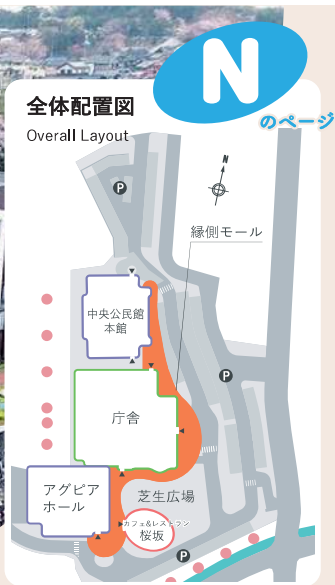 N
のページ
全体配置図
Overall Layout
N
P
縁側モール
中央公民館
本館
P
庁舎
アグピア
ホール
芝生広場
カフェ&レストラン
桜坂
P